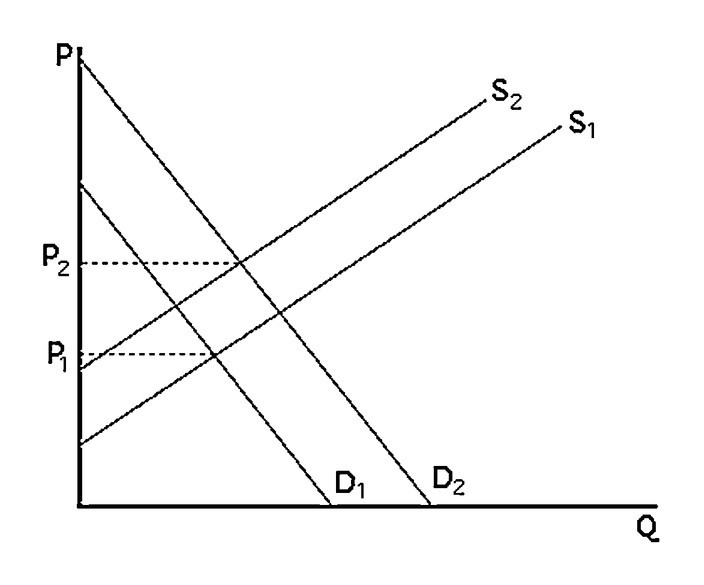 P
S₂
S₁
P₂
P₁
D₁
D₂
Q